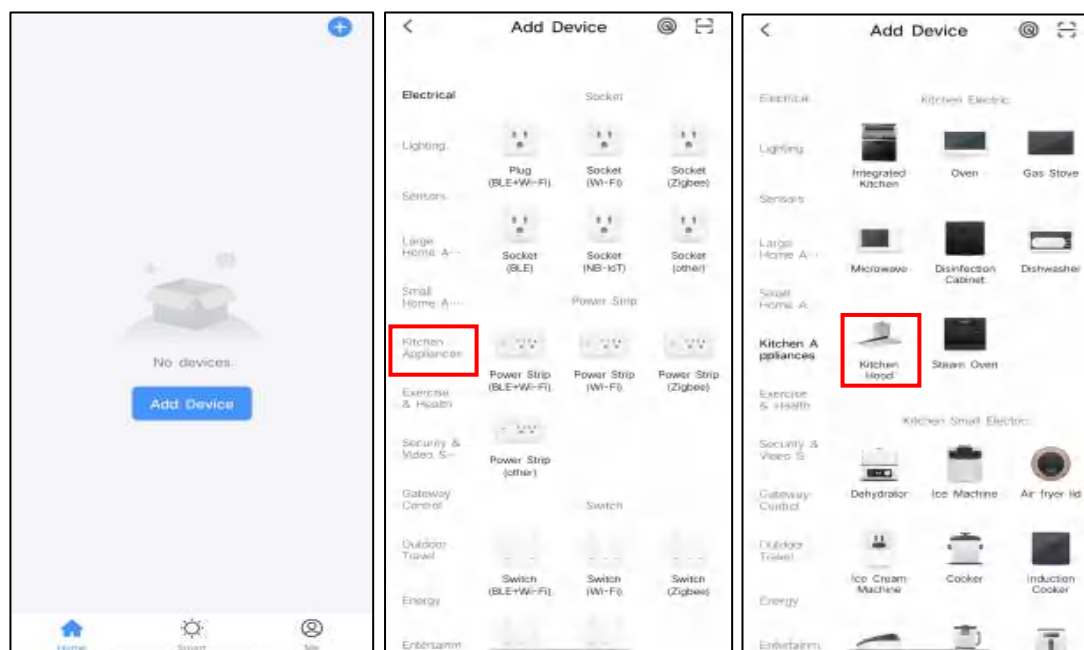 No devices.
Add Device
Home
Smart
Me
Add Device
Electrical
Socket
Lighting
Plug
(BLE+Wi-Fi)
Socket
(Wi-Fi)
Socket
(Zigbee)
Sensors
Large
Home A···
Socket
(BLE)
Socket
(NB-IoT)
Socket
(other)
Small
Home A···
Power Strip
Kitchen
Appliances
Power Strip
(BLE+Wi-Fi)
Power Strip
(Wi-Fi)
Power Strip
(Zigbee)
Exercise
& Health
Security &
Video S···
Power Strip
(other)
Gateway
Control
Switch
Outdoor
Travel
Switch
(BLE+Wi-Fi)
Switch
(Wi-Fi)
Switch
(Zigbee)
Energy
Entertainm
Add Device
Electrical
Kitchen Electric
Lighting
Integrated
Kitchen
Oven
Gas Stove
Sensors
Large
Home A···
Microwave
Disinfection
Cabinet
Dishwasher
Small
Home A
Kitchen A
ppliances
Kitchen
Hood
Steam Oven
Exercise
& Health
Kitchen Small Electric
Security &
Video S
Dehydrator
Ice Machine
Air fryer lid
Gateway
Control
Outdoor
Travel
Ice Cream
Machine
Cooker
Induction
Cooker
Energy
Entertainm